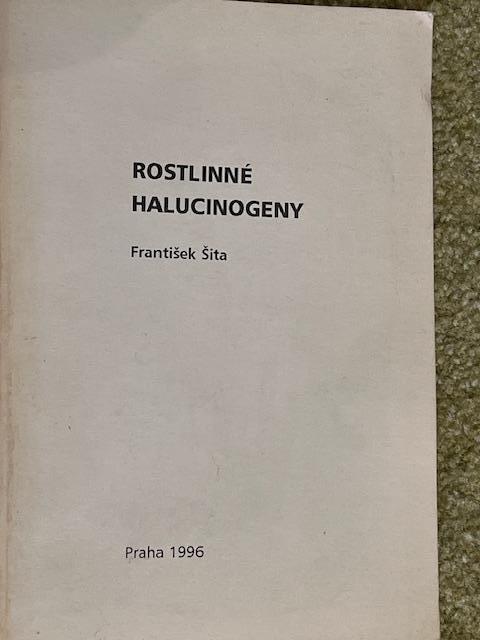 ROSTLINNÉ
HALUCINOGENY
František Šita
Praha 1996